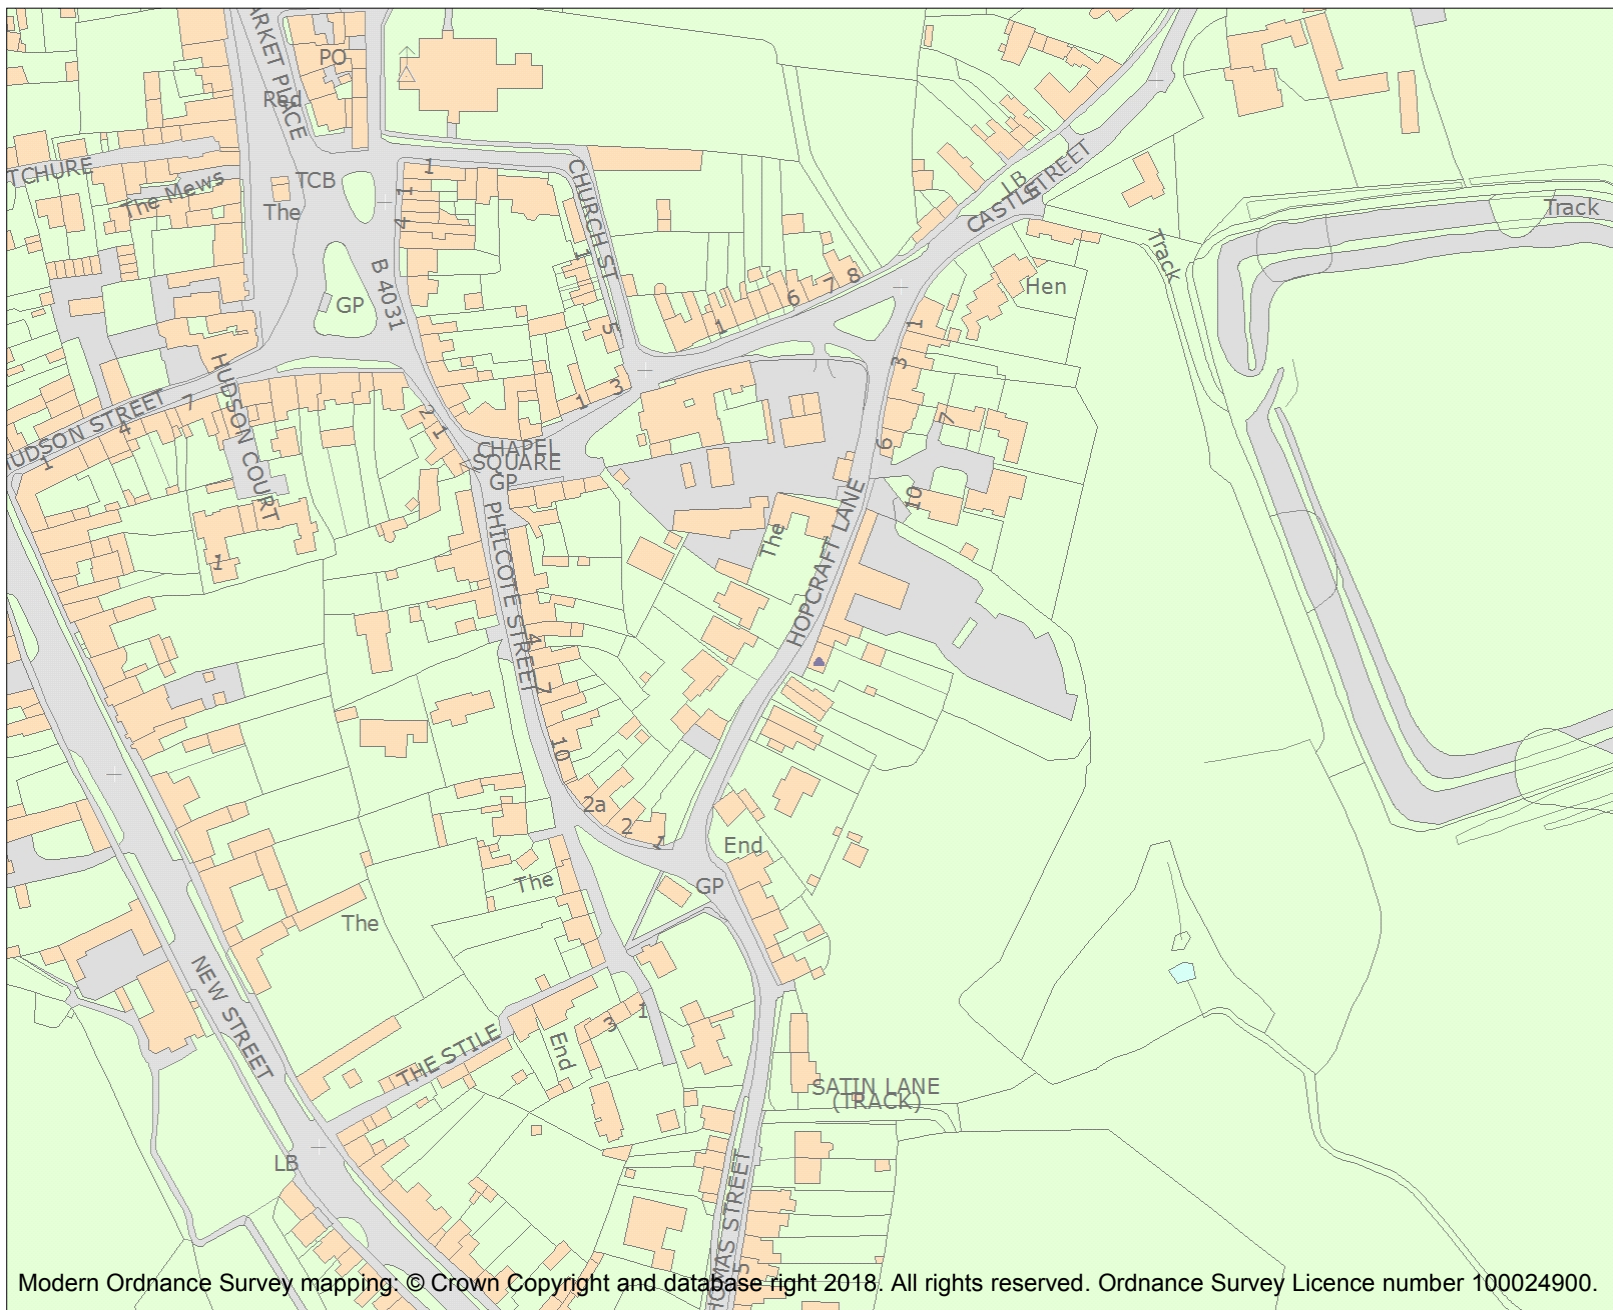 ARKET PLACE
PO
Red
TCHURE
The Mews
TCB
The
1
1
4
CHURCH ST
1
5
B 4031
GP
LB
CASTLE STREET
Track
Track
Hen
1
6
7
8
1
3
6
7
10
HUDSON STREET
1
4
7
HUDSON COURT
1
2
1
1
3
CHAPEL
SQUARE
GP
PHILCOTE STREET
4
7
10
The
HOPCRAFT LANE
2a
2
1
End
GP
The
The
NEW STREET
THE STILE
End
3
1
SATIN LANE
(TRACK)
LB
HOMAS STREET
5
Modern Ordnance Survey mapping: © Crown Copyright and database right 2018. All rights reserved. Ordnance Survey Licence number 100024900.